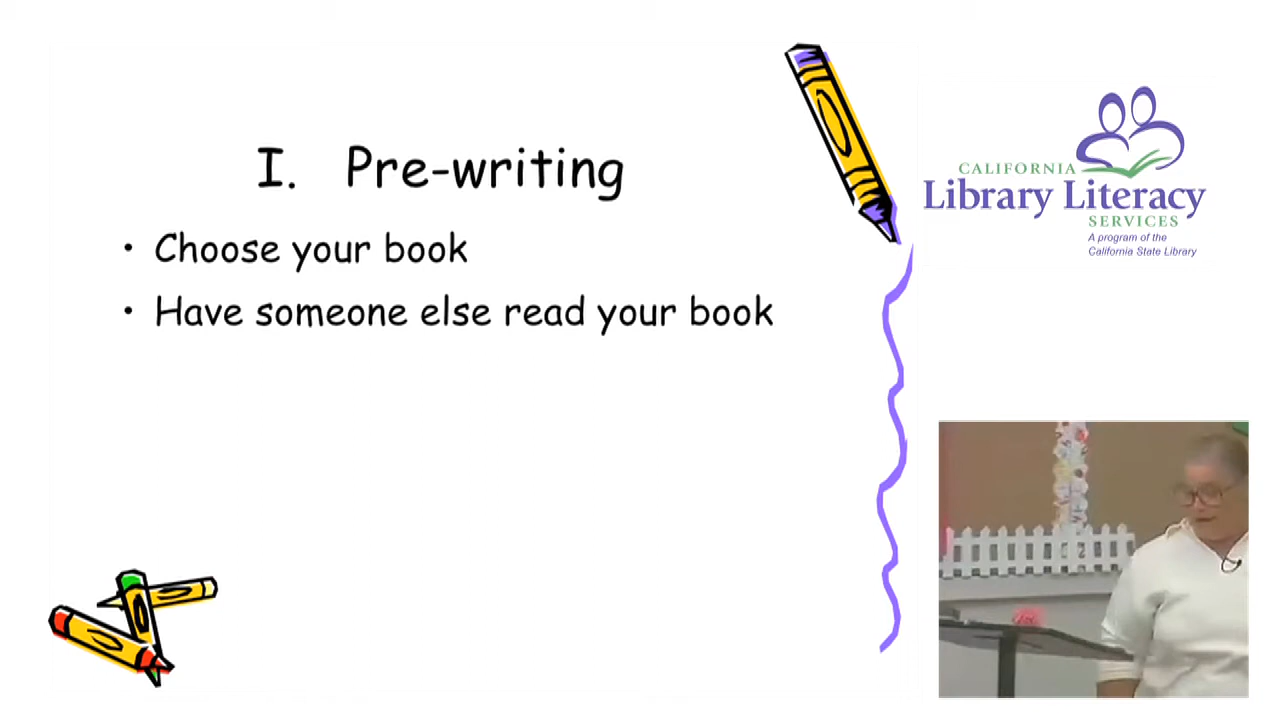 I. Pre-writing
• Choose your book
• Have someone else read your book
CALIFORNIA
Library Literacy
SERVICES
A program of the
California State Library